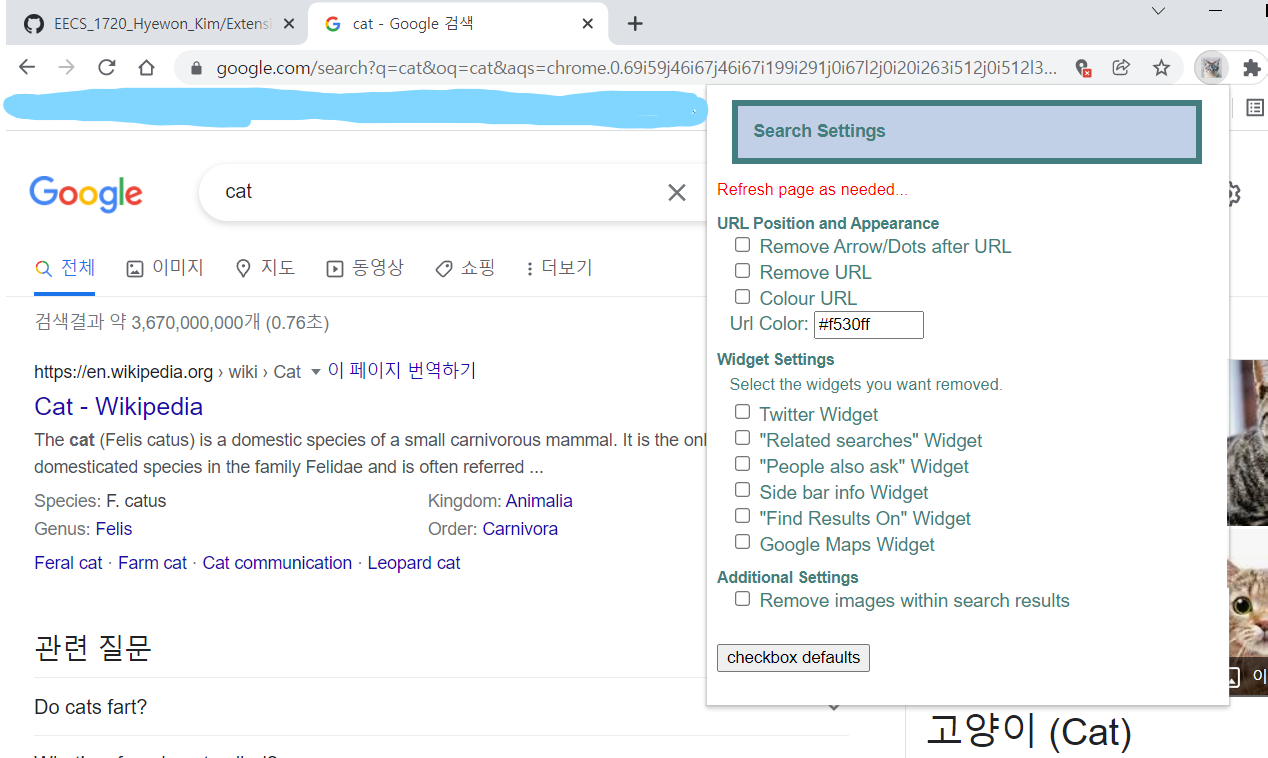 EECS_1720_Hyewon_Kim/Extensi
cat - Google 검색
google.com/search?q=cat&oq=cat&aqs=chrome.0.69i59j46i67j46i67i199i291j0i67l2j0i20i263i512j0i512l3...
Google
cat
전체 이미지 지도 동영상 쇼핑 더보기
검색결과 약 3,670,000,000개 (0.76초)
https://en.wikipedia.org › wiki › Cat 이 페이지 번역하기
Cat - Wikipedia
The cat (Felis catus) is a domestic species of a small carnivorous mammal. It is the
domesticated species in the family Felidae and is often referred ...
Species: F. catus Kingdom: Animalia
Genus: Felis Order: Carnivora
Feral cat · Farm cat · Cat communication · Leopard cat
관련 질문
Do cats fart?
Search Settings
Refresh page as needed...
URL Position and Appearance
Remove Arrow/Dots after URL
Remove URL
Colour URL
Url Color: #f530ff
Widget Settings
Select the widgets you want removed.
Twitter Widget
"Related searches" Widget
"People also ask" Widget
Side bar info Widget
"Find Results On" Widget
Google Maps Widget
Additional Settings
Remove images within search results
checkbox defaults
고양이 (Cat)